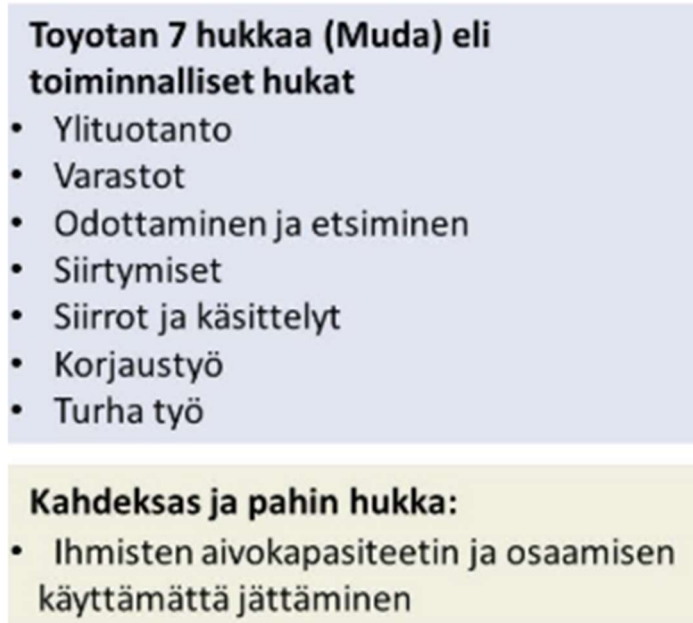 Toyotan 7 hukkaa (Muda) eli
toiminnalliset hukat
• Ylituotanto
• Varastot
• Odottaminen ja etsiminen
• Siirtymiset
• Siirrot ja käsittelyt
• Korjaustyö
• Turha työ
Kahdeksas ja pahin hukka:
• Ihmisten aivokapasiteetin ja osaamisen
käyttämättä jättäminen